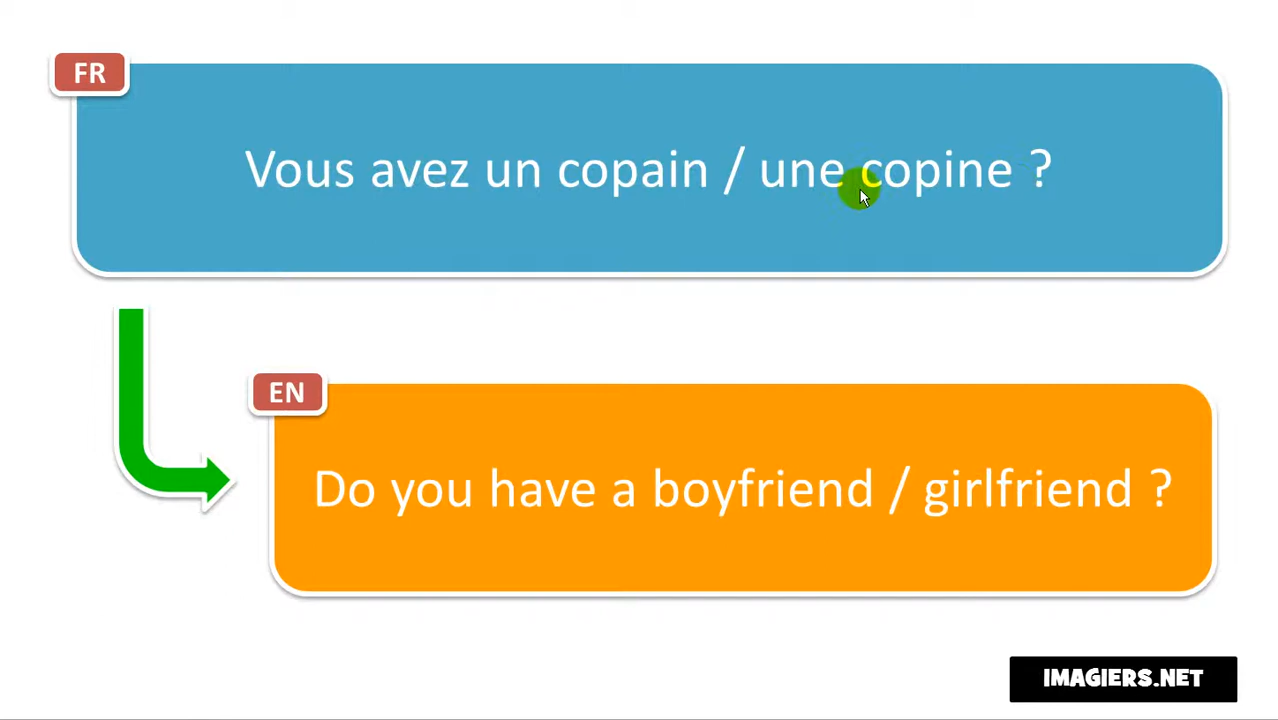 FR
Vous avez un copain / une copine ?
EN
Do you have a boyfriend / girlfriend ?
IMAGIERS.NET